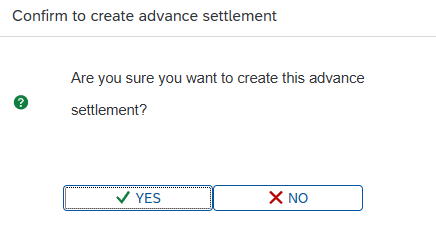 Confirm to create advance settlement
Are you sure you want to create this advance
settlement?
YES
NO